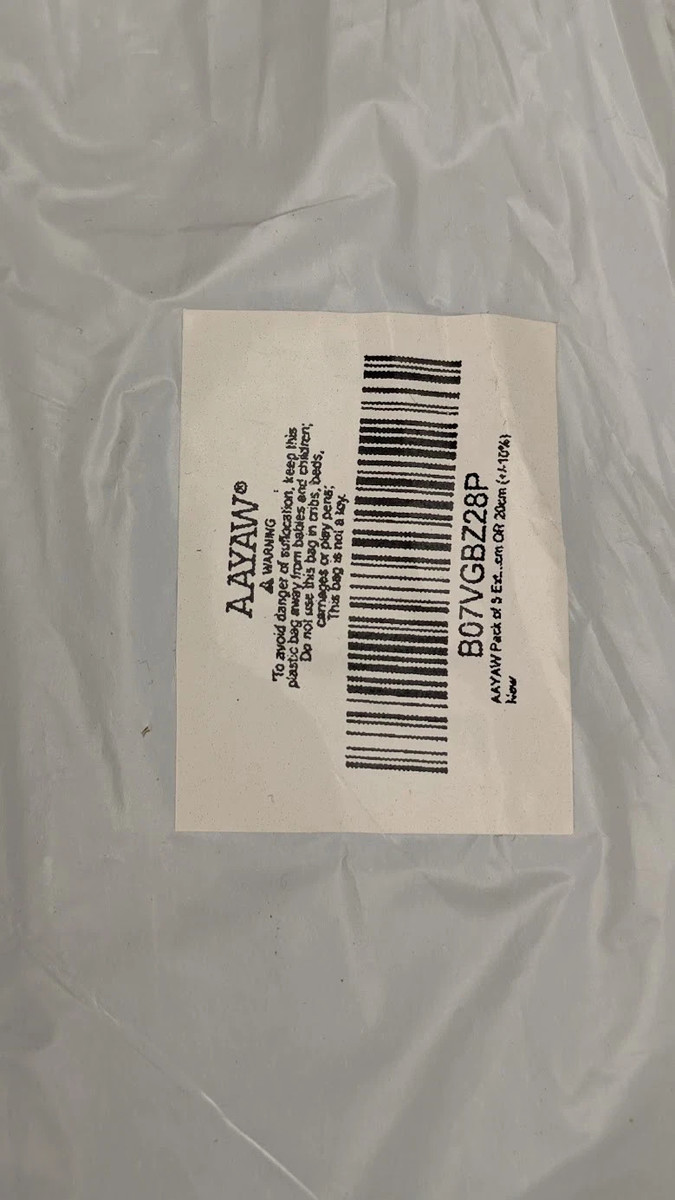 AAYAW®
⚠ WARNING
To avoid danger of suffocation, keep this
plastic bag away from babies and children;
Do not use this bag in cribs, beds,
carriages or play pens;
This bag is not a toy.
B07VGBZ28P
AAYAW Pack of 5 Ext...cm OR 20cm (+/-10%)
New